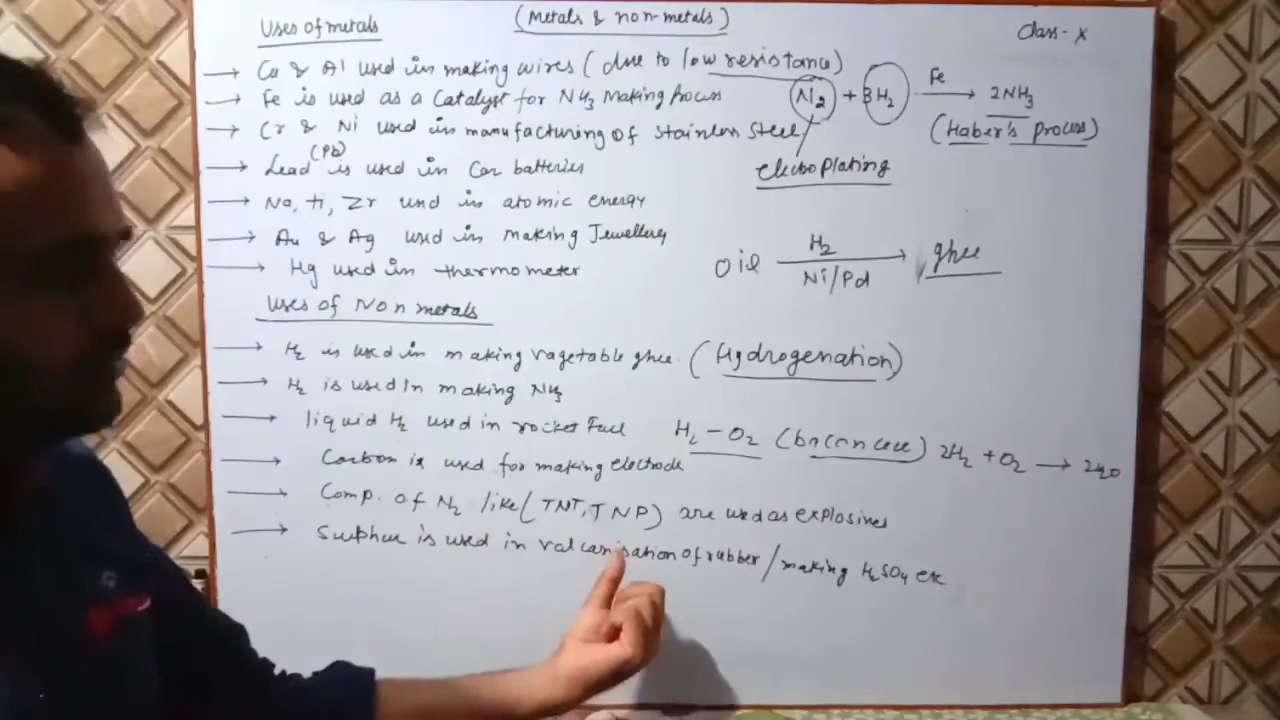 (Metals & non-metals)
Class-X
Uses of metals
→ Cu & Al used in making wires (due to low resistance)
→ Fe is used as a Catalyst for NH3 Making Process
N2 + 3H2 Fe → 2NH3
(Haber's process)
→ Cr & Ni used in manufacturing of stainless steel/
electroplating
→ Lead (Pb) is used in Car batteries
→ Na, Ti, Zr used in atomic energy
→ Au & Ag used in making Jewellery
→ Hg used in thermometer
oil H2 → ghee
Ni/Pd
Uses of Non metals
→ H2 is used in making vagetable ghee. (Hydrogenation)
→ H2 is used in making NH3
→ liquid H2 used in rocket Fuel H2-O2 2H2 + O2 → 2H2O
→ Carbon is used for making electrode
→ Comp. of N2 like (TNT, TNP) are used as explosives
→ Sulphur is used in valcanisation of rubber/making H2SO4 etc